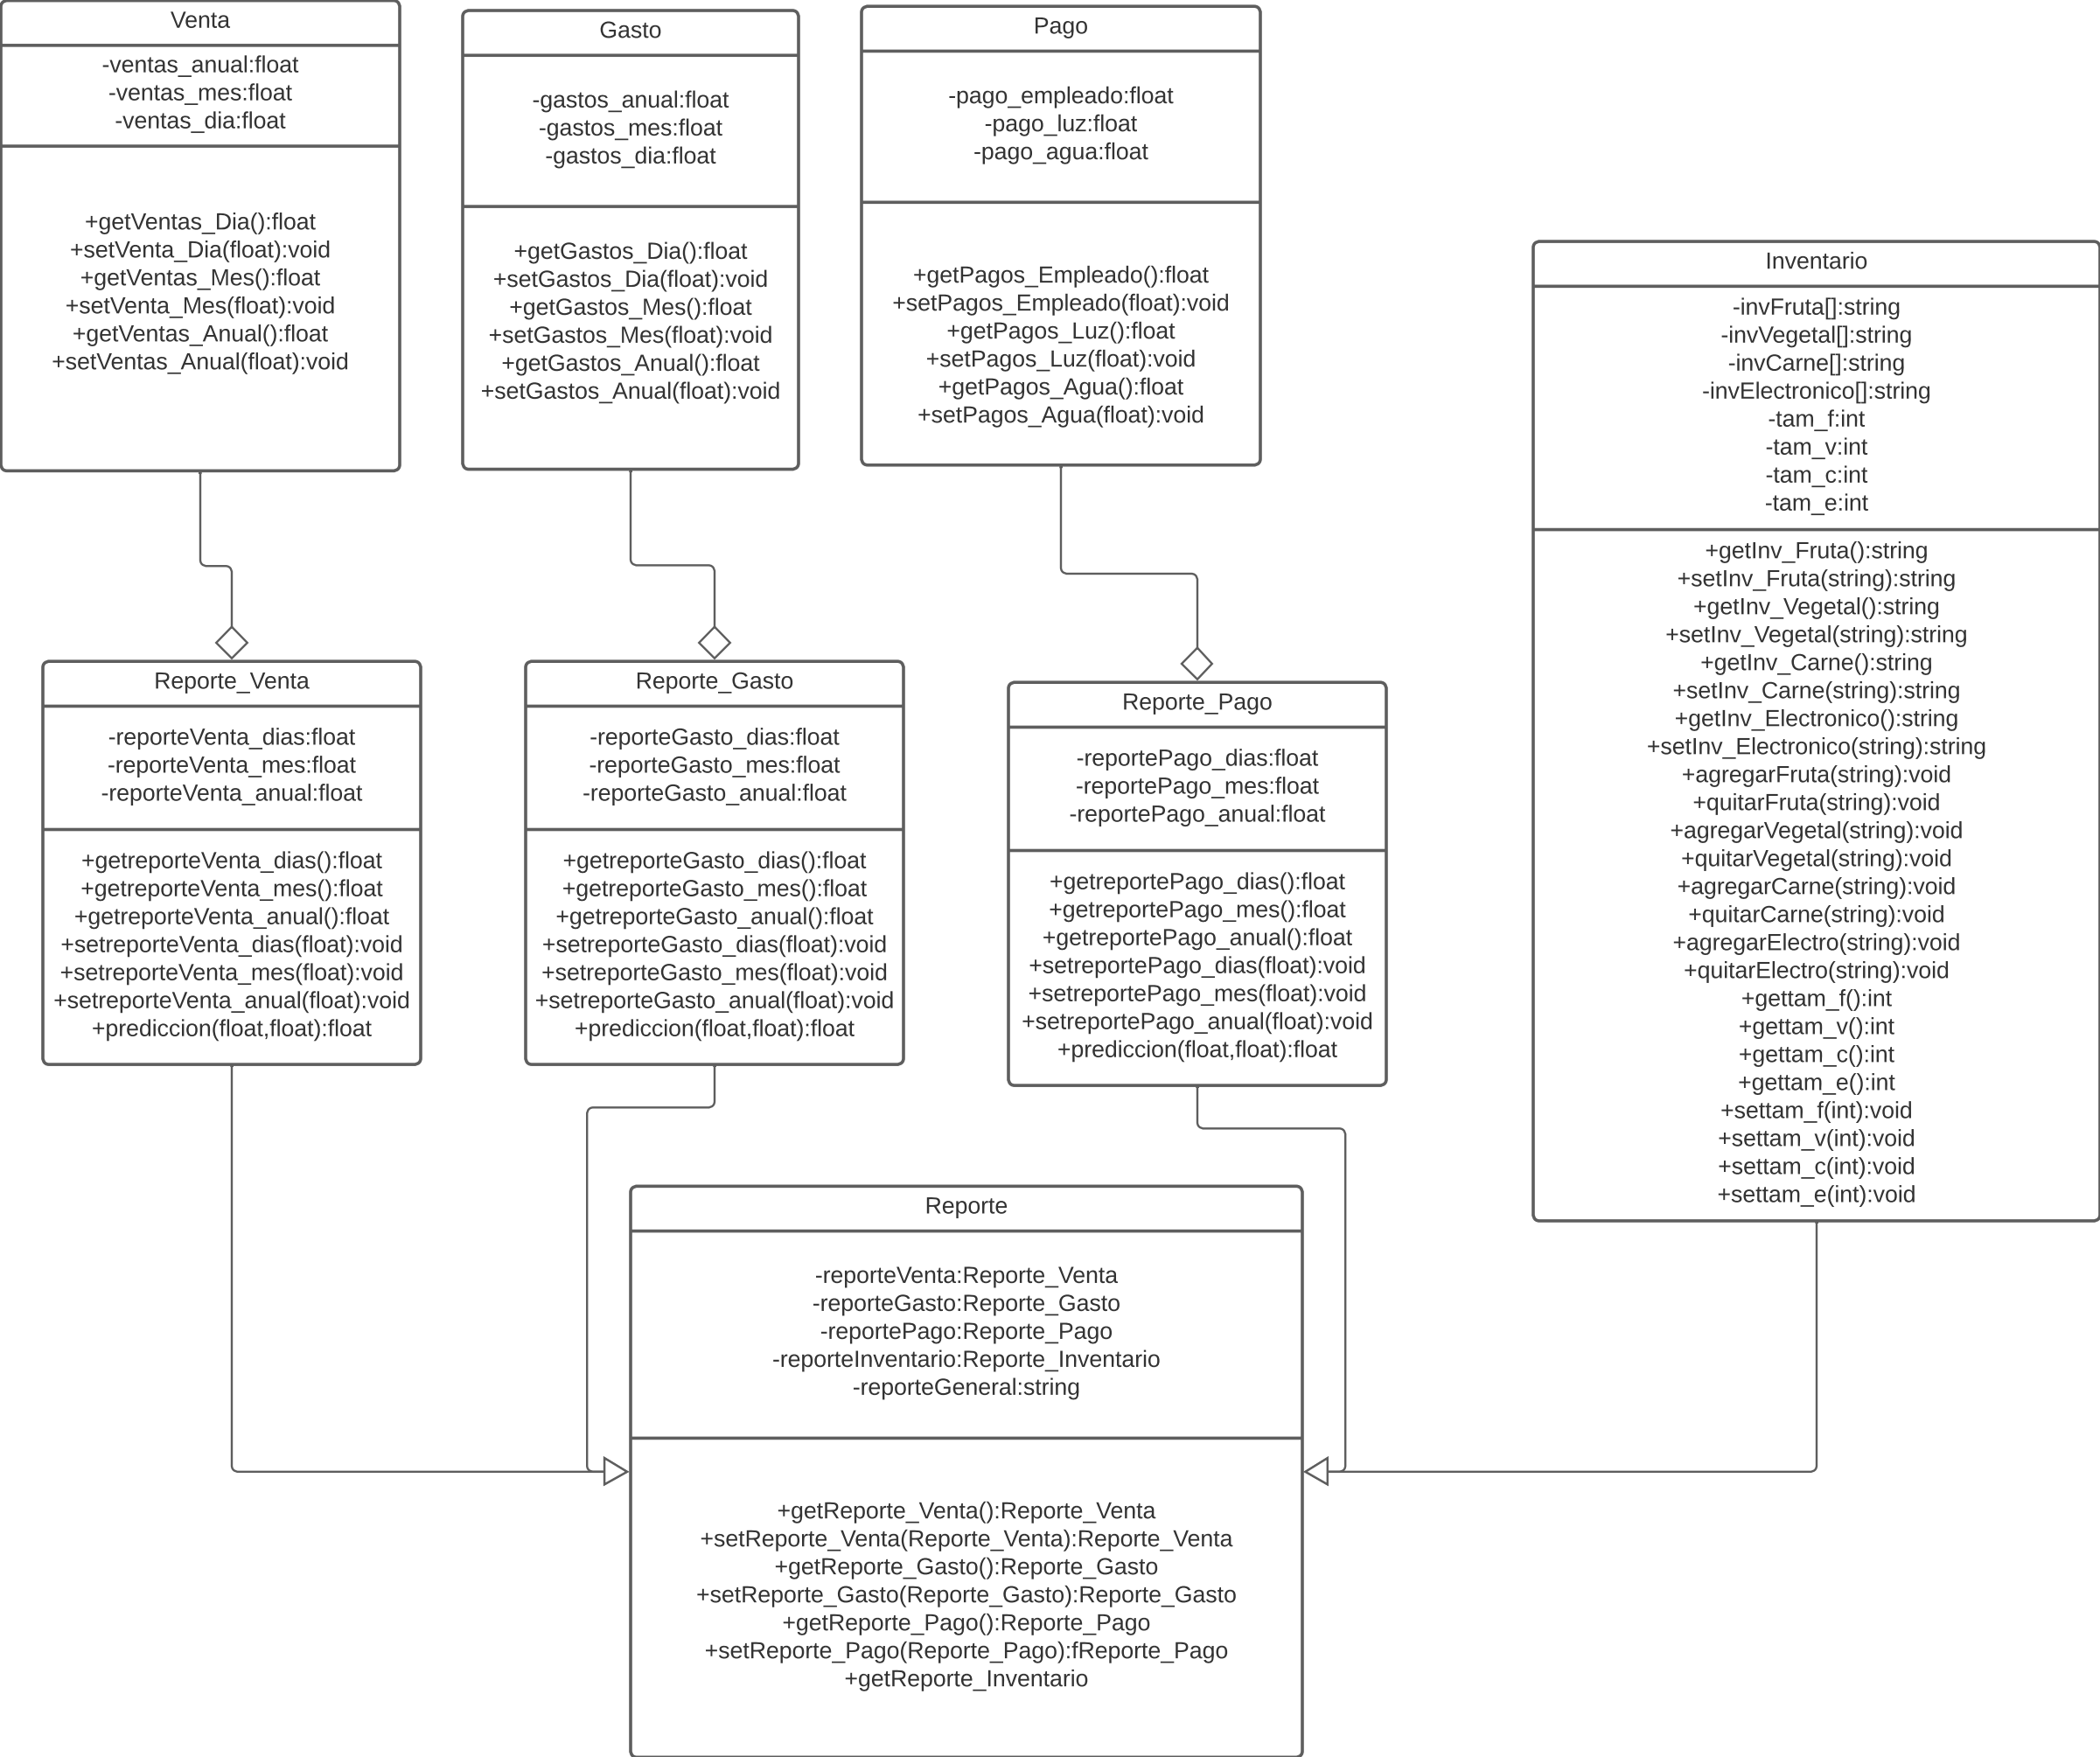 Venta
-ventas_anual:float
-ventas_mes:float
-ventas_dia:float
+getVentas_Dia():float
+setVenta_Dia(float):void
+getVentas_Mes():float
+setVenta_Mes(float):void
+getVentas_Anual():float
+setVentas_Anual(float):void
Gasto
-gastos_anual:float
-gastos_mes:float
-gastos_dia:float
+getGastos_Dia():float
+setGastos_Dia(float):void
+getGastos_Mes():float
+setGastos_Mes(float):void
+getGastos_Anual():float
+setGastos_Anual(float):void
Pago
-pago_empleado:float
-pago_luz:float
-pago_agua:float
+getPagos_Empleado():float
+setPagos_Empleado(float):void
+getPagos_Luz():float
+setPagos_Luz(float):void
+getPagos_Agua():float
+setPagos_Agua(float):void
Inventario
-invFruta[]:string
-invVegetal[]:string
-invCarne[]:string
-invElectronico[]:string
-tam_f:int
-tam_v:int
-tam_c:int
-tam_e:int
+getInv_Fruta():string
+setInv_Fruta(string):string
+getInv_Vegetal():string
+setInv_Vegetal(string):string
+getInv_Carne():string
+setInv_Carne(string):string
+getInv_Electronico():string
+setInv_Electronico(string):string
+agregarFruta(string):void
+quitarFruta(string):void
+agregarVegetal(string):void
+quitarVegetal(string):void
+agregarCarne(string):void
+quitarCarne(string):void
+agregarElectro(string):void
+quitarElectro(string):void
+gettam_f():int
+gettam_v():int
+gettam_c():int
+gettam_e():int
+settam_f(int):void
+settam_v(int):void
+settam_c(int):void
+settam_e(int):void
Reporte_Venta
-reporteVenta_dias:float
-reporteVenta_mes:float
-reporteVenta_anual:float
+getreporteVenta_dias():float
+getreporteVenta_mes():float
+getreporteVenta_anual():float
+setreporteVenta_dias(float):void
+setreporteVenta_mes(float):void
+setreporteVenta_anual(float):void
+prediccion(float,float):float
Reporte_Gasto
-reporteGasto_dias:float
-reporteGasto_mes:float
-reporteGasto_anual:float
+getreporteGasto_dias():float
+getreporteGasto_mes():float
+getreporteGasto_anual():float
+setreporteGasto_dias(float):void
+setreporteGasto_mes(float):void
+setreporteGasto_anual(float):void
+prediccion(float,float):float
Reporte_Pago
-reportePago_dias:float
-reportePago_mes:float
-reportePago_anual:float
+getreportePago_dias():float
+getreportePago_mes():float
+getreportePago_anual():float
+setreportePago_dias(float):void
+setreportePago_mes(float):void
+setreportePago_anual(float):void
+prediccion(float,float):float
Reporte
-reporteVenta:Reporte_Venta
-reporteGasto:Reporte_Gasto
-reportePago:Reporte_Pago
-reporteInventario:Reporte_Inventario
-reporteGeneral:string
+getReporte_Venta():Reporte_Venta
+setReporte_Venta(Reporte_Venta):Reporte_Venta
+getReporte_Gasto():Reporte_Gasto
+setReporte_Gasto(Reporte_Gasto):Reporte_Gasto
+getReporte_Pago():Reporte_Pago
+setReporte_Pago(Reporte_Pago):fReporte_Pago
+getReporte_Inventario